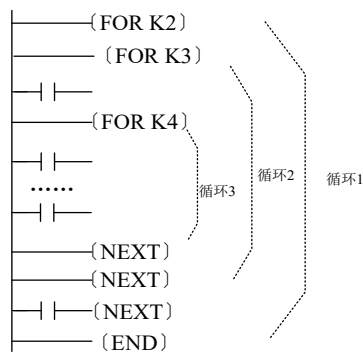 〔FOR K2〕
〔FOR K3〕
〔FOR K4〕
……
循环3
循环2
循环1
〔NEXT〕
〔NEXT〕
〔NEXT〕
〔END〕